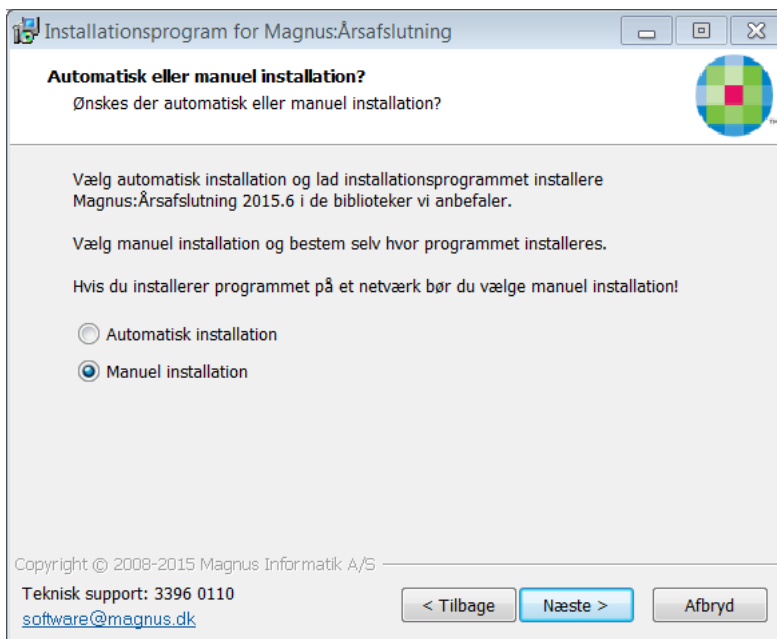 Installationsprogram for Magnus:Årsafslutning
Automatisk eller manuel installation?
Ønskes der automatisk eller manuel installation?
TM
Vælg automatisk installation og lad installationsprogrammet installere
Magnus:Årsafslutning 2015.6 i de biblioteker vi anbefaler.
Vælg manuel installation og bestem selv hvor programmet installeres.
Hvis du installerer programmet på et netværk bør du vælge manuel installation!
Automatisk installation
Manuel installation
Copyright © 2008-2015 Magnus Informatik A/S
Teknisk support: 3396 0110
software@magnus.dk
< Tilbage
Næste >
Afbryd